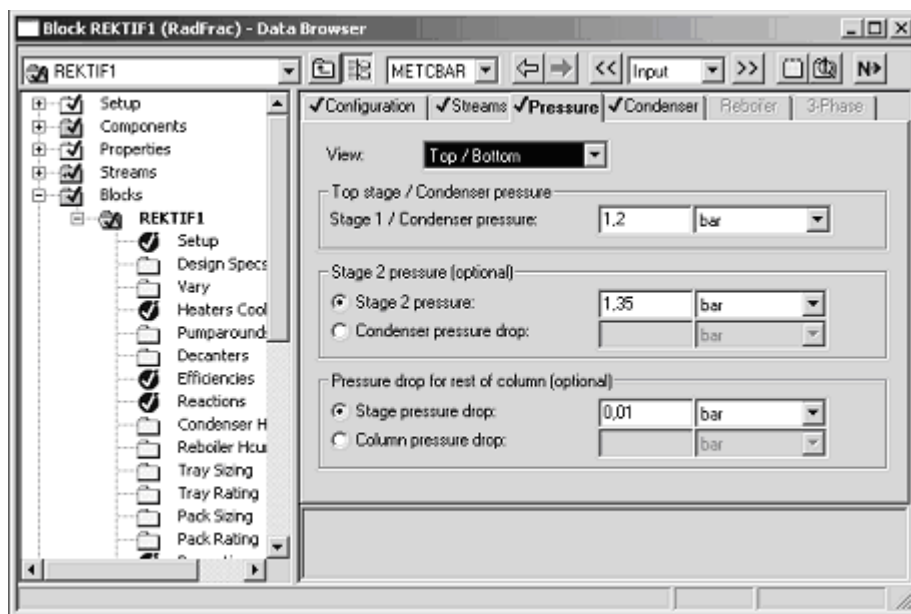 Block REKTIF1 (RadFrac) - Data Browser
REKTIF1
METCBAR
<<
Input
>>
N>
Setup
Components
Properties
Streams
Blocks
REKTIF1
Setup
Design Specs
Vary
Heaters Cool
Pumparound
Decanters
Efficiencies
Reactions
Condenser H
Reboiler Hcu
Tray Sizing
Tray Rating
Pack Sizing
Pack Rating
Configuration
Streams
Pressure
Condenser
Reboiler
3-Phase
View:
Top / Bottom
Top stage / Condenser pressure
Stage 1 / Condenser pressure:
1,2
bar
Stage 2 pressure (optional)
Stage 2 pressure:
1,35
bar
Condenser pressure drop:
bar
Pressure drop for rest of column (optional)
Stage pressure drop:
0,01
bar
Column pressure drop:
bar